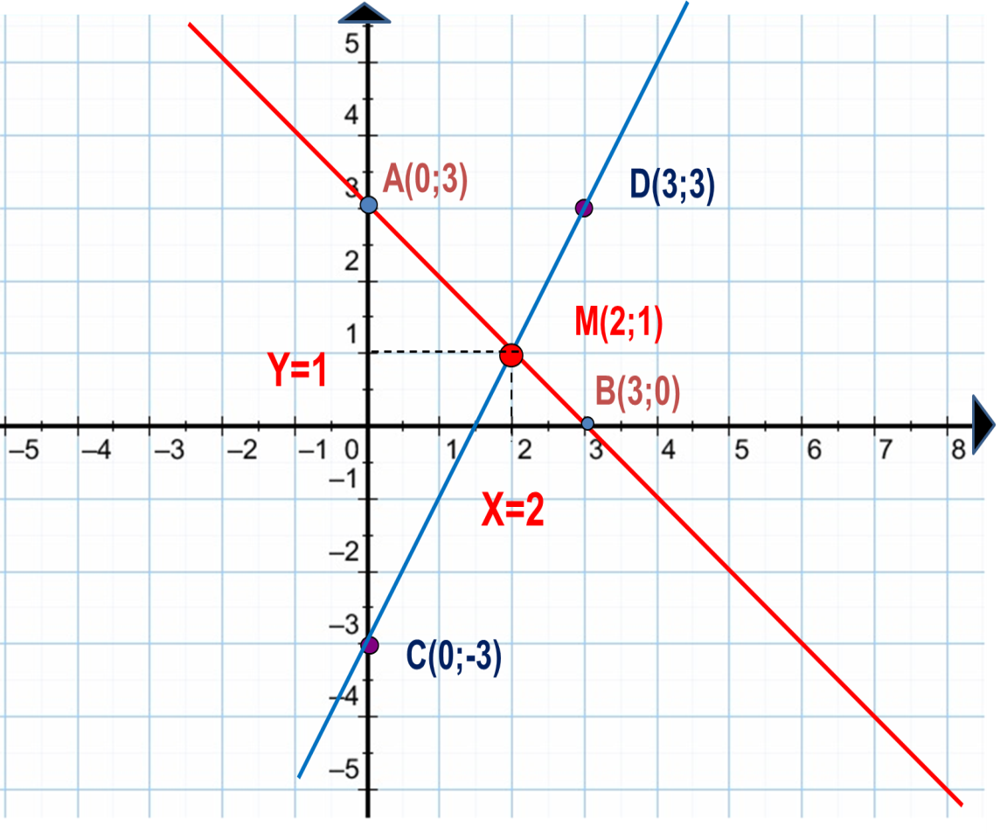 5
4
A(0;3)
3
D(3;3)
2
M(2;1)
1
Y=1
B(3;0)
–5 –4 –3 –2 –1 0 1 2 3 4 5 6 7 8
–1
X=2
–2
–3
C(0;-3)
–4
–5